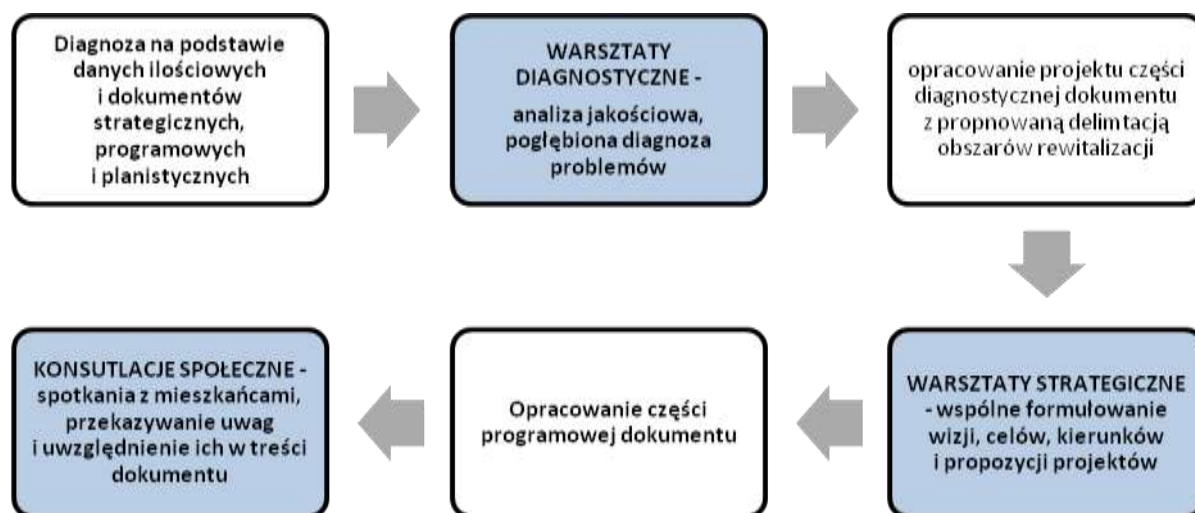 Diagnoza na podstawie
danych ilościowych
i dokumentów
strategicznych,
programowych
i planistycznych
WARSZTATY
DIAGNOSTYCZNE -
analiza jakościowa,
pogłębiona diagnoza
problemów
opracowanie projektu części
diagnostycznej dokumentu
z propnowaną delimtacją
obszarów rewitalizacji
WARSZTATY STRATEGICZNE
- wspólne formułowanie
wizji, celów, kierunków
i propozycji projektów
Opracowanie części
programowej dokumentu
KONSUTLACJE SPOŁECZNE -
spotkania z mieszkańcami,
przekazywanie uwag
i uwzględnienie ich w treści
dokumentu